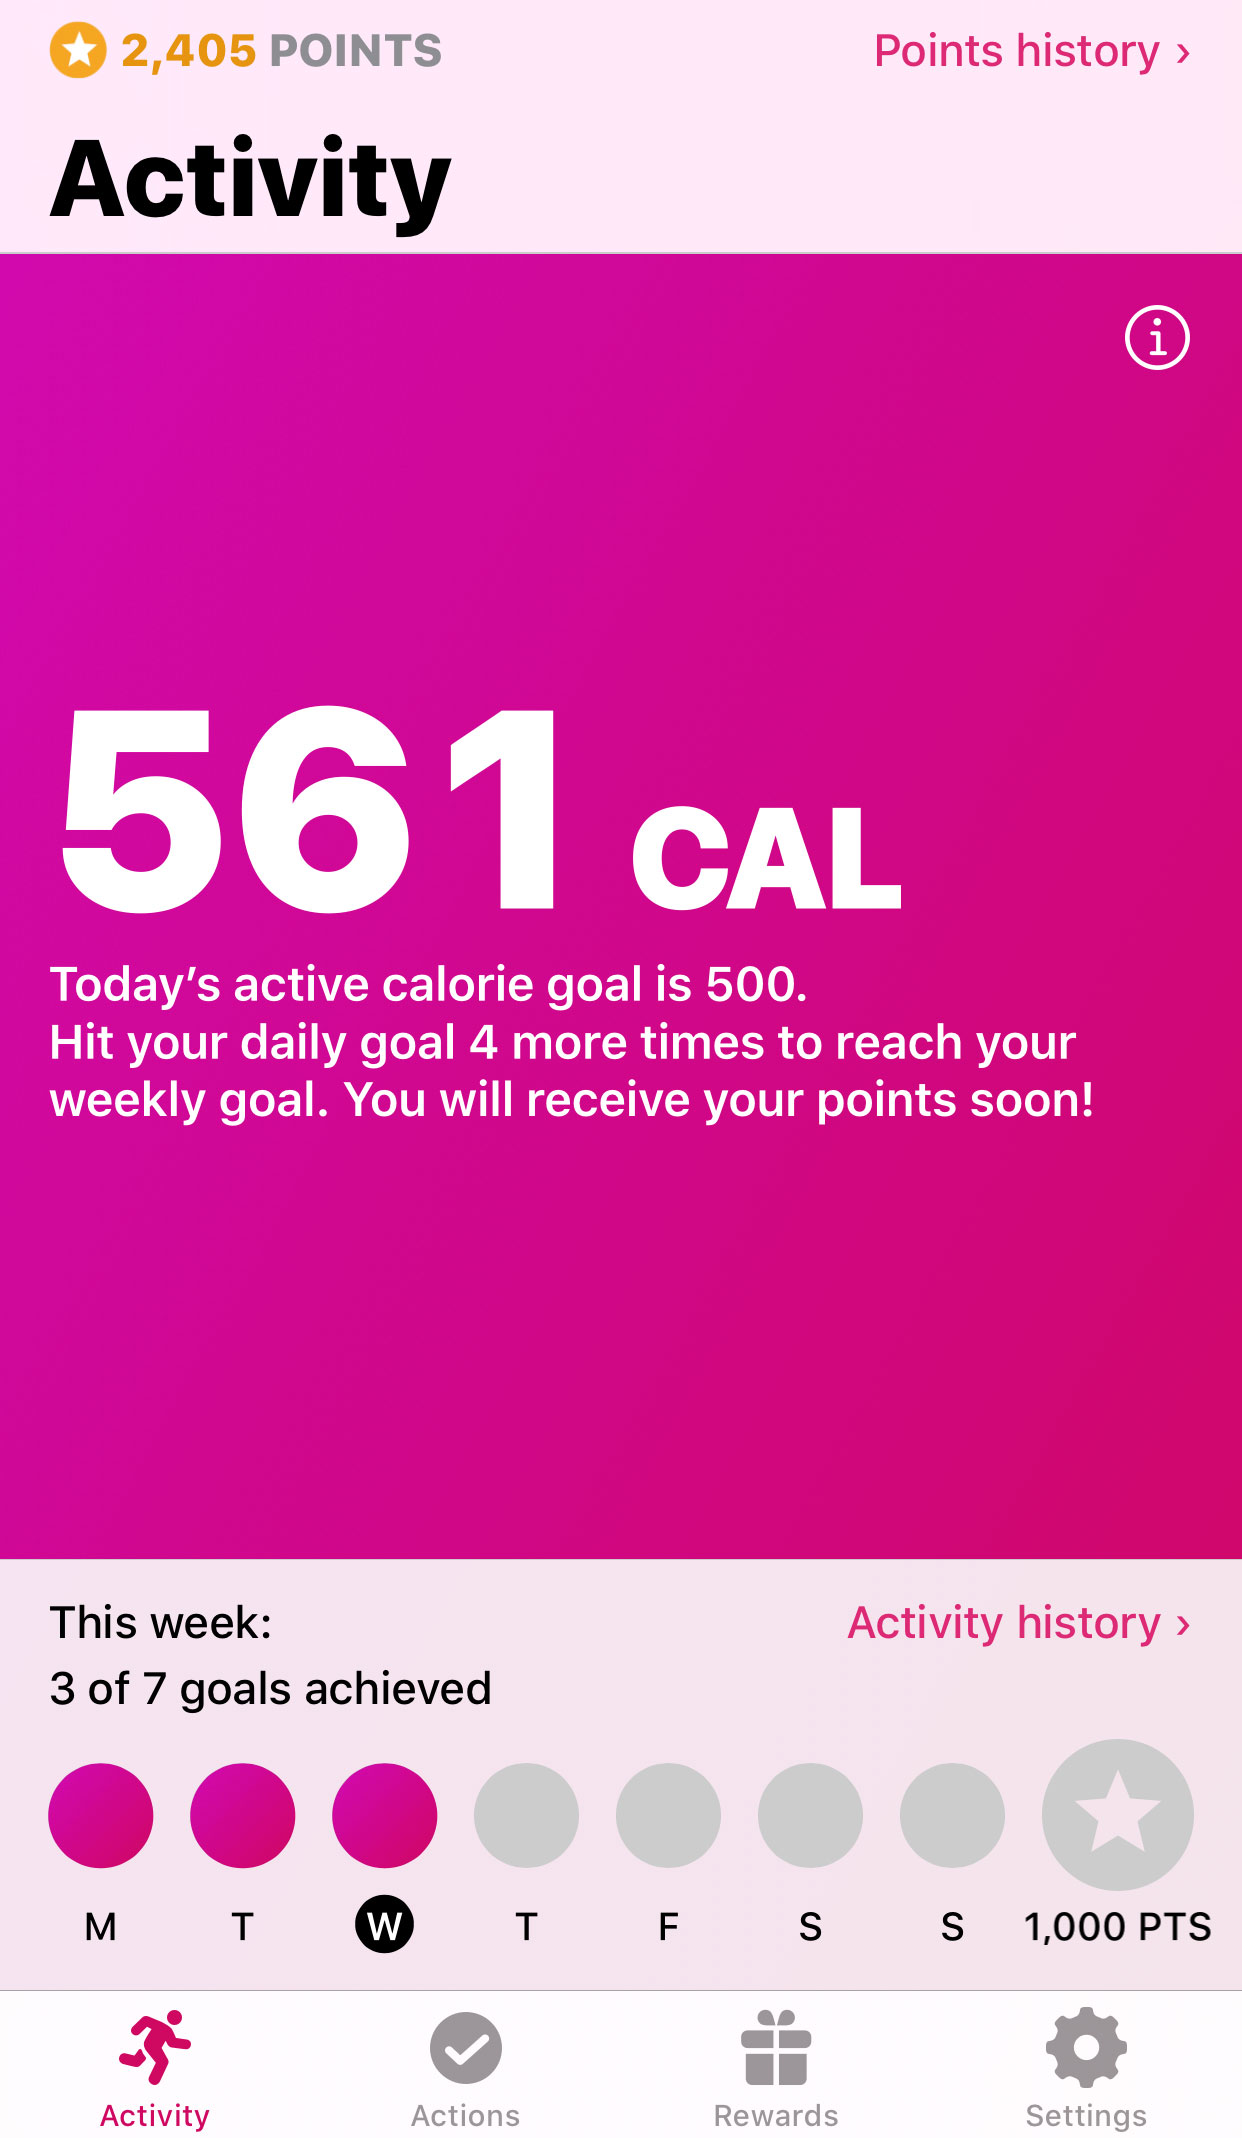 2,405 POINTS
Points history ›
Activity
561 CAL
Today’s active calorie goal is 500.
Hit your daily goal 4 more times to reach your
weekly goal. You will receive your points soon!
This week:
Activity history ›
3 of 7 goals achieved
M T W T F S S 1,000 PTS
Activity Actions Rewards Settings